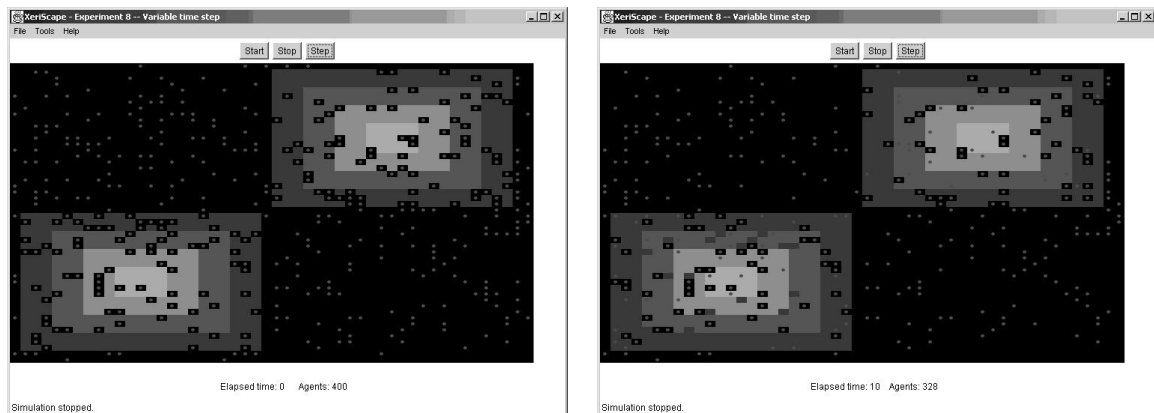 XeriScape - Experiment 8 -- Variable time step
File Tools Help
Start Stop Step
Elapsed time: 0 Agents: 400
Simulation stopped.
XeriScape - Experiment 8 -- Variable time step
File Tools Help
Start Stop Step
Elapsed time: 10 Agents: 328
Simulation stopped.